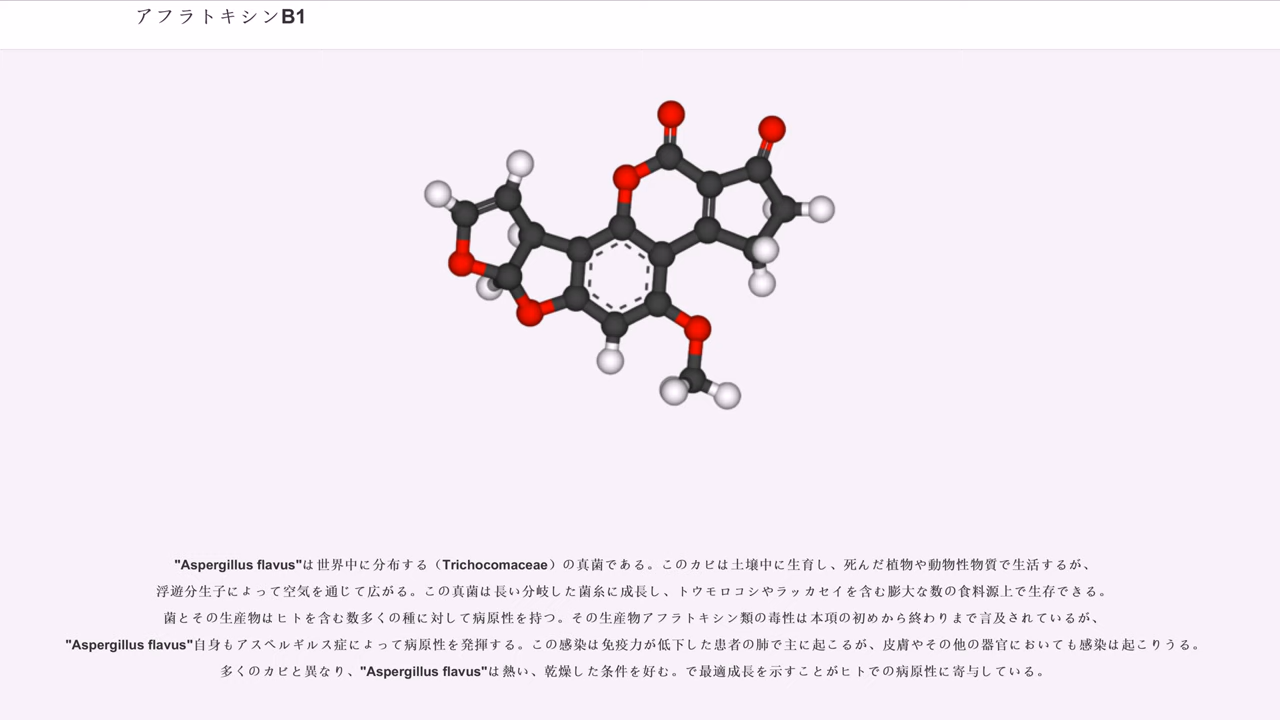 アフラトキシンB1
"Aspergillus flavus"は世界中に分布する（Trichocomaceae）の真菌である。このカビは土壌中に生育し、死んだ植物や動物性物質で生活するが、
浮遊分生子によって空気を通じて広がる。この真菌は長い分岐した菌糸に成長し、トウモロコシやラッカセイを含む膨大な数の食料源上で生存できる。
菌とその生産物はヒトを含む数多くの種に対して病原性を持つ。その生産物アフラトキシン類の毒性は本項の初めから終わりまで言及されているが、
"Aspergillus flavus"自身もアスペルギルス症によって病原性を発揮する。この感染は免疫力が低下した患者の肺で主に起こるが、皮膚やその他の器官においても感染は起こりうる。
多くのカビと異なり、"Aspergillus flavus"は熱い、乾燥した条件を好む。で最適成長を示すことがヒトでの病原性に寄与している。